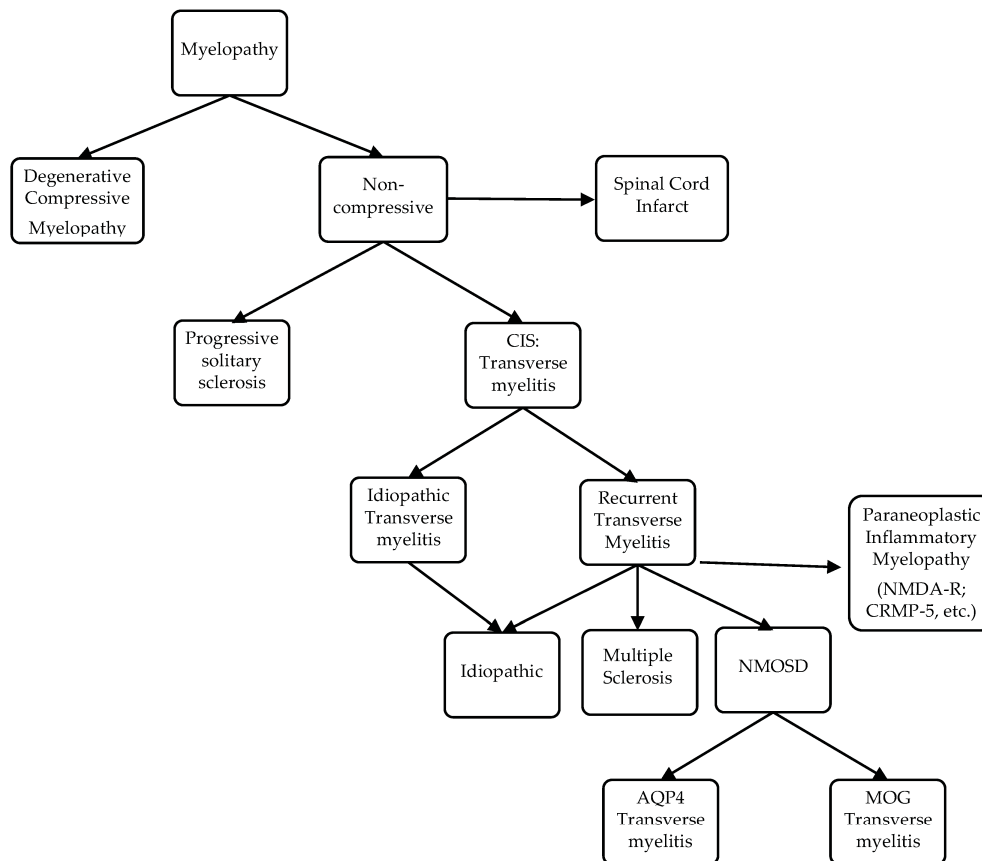 Myelopathy
Degenerative
Compressive
Myelopathy
Non-
compressive
Spinal Cord
Infarct
Progressive
solitary
sclerosis
CIS:
Transverse
myelitis
Idiopathic
Transverse
myelitis
Recurrent
Transverse
Myelitis
Paraneoplastic
Inflammatory
Myelopathy
(NMDA-R;
CRMP-5, etc.)
Idiopathic
Multiple
Sclerosis
NMOSD
AQP4
Transverse
myelitis
MOG
Transverse
myelitis